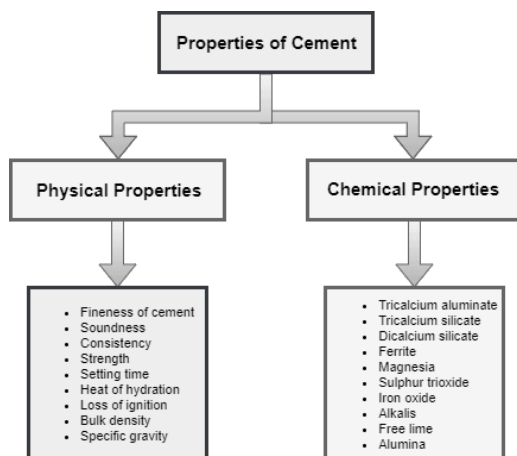 Properties of Cement
Physical Properties
Chemical Properties
• Fineness of cement
• Soundness
• Consistency
• Strength
• Setting time
• Heat of hydration
• Loss of ignition
• Bulk density
• Specific gravity
• Tricalcium aluminate
• Tricalcium silicate
• Dicalcium silicate
• Ferrite
• Magnesia
• Sulphur trioxide
• Iron oxide
• Alkalis
• Free lime
• Alumina